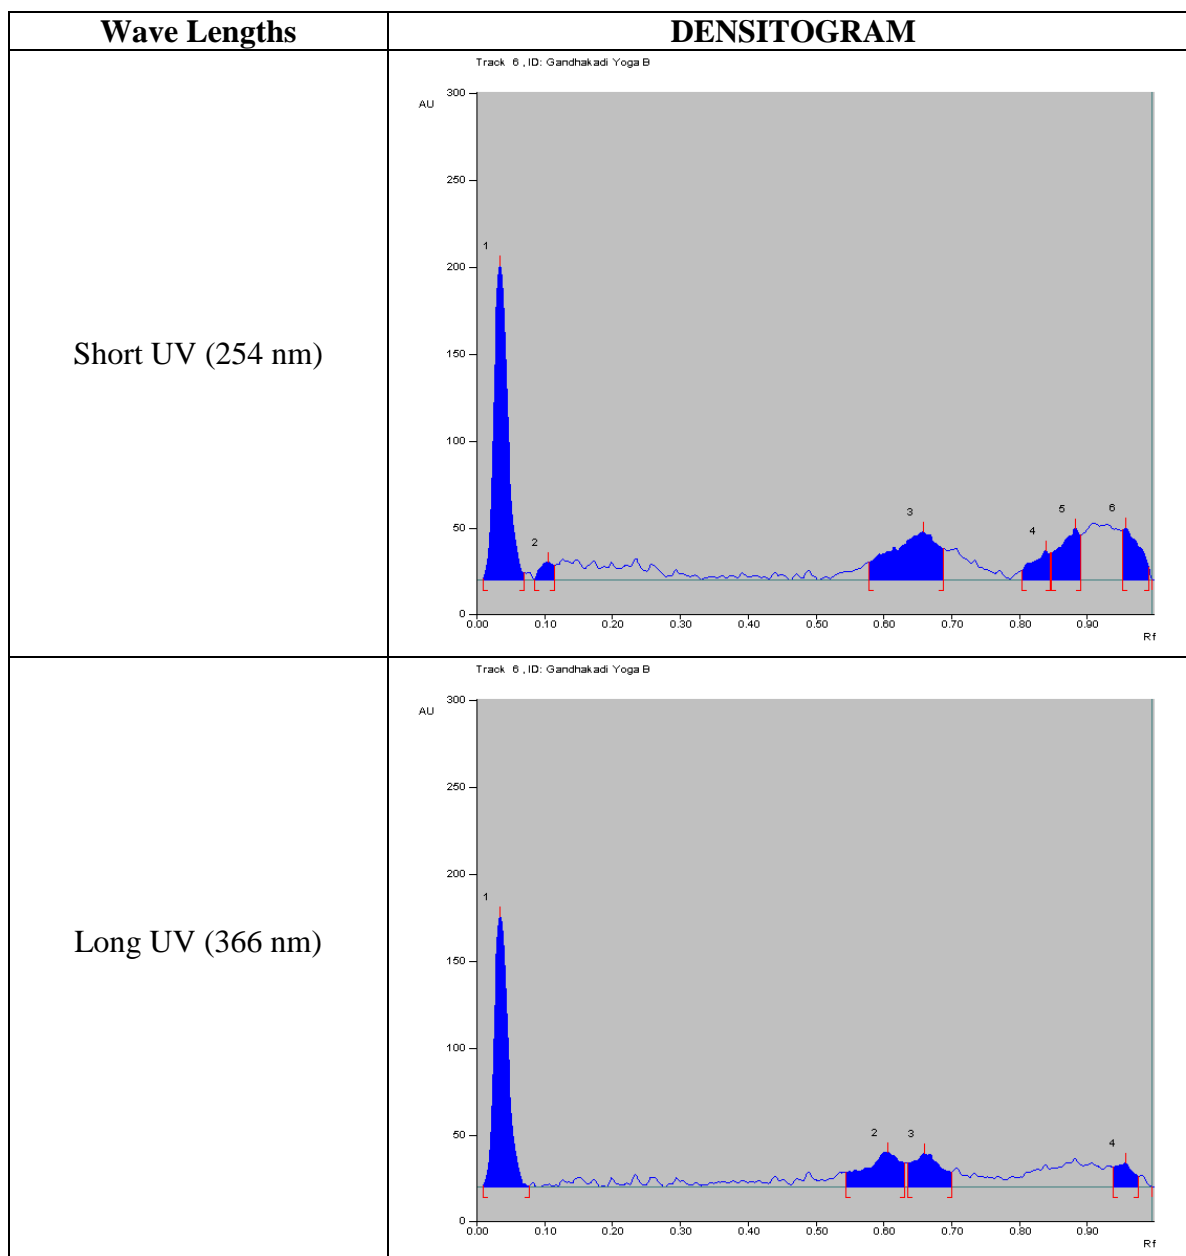 Wave Lengths DENSITOGRAM
Short UV (254 nm)
Track 6 , ID: Gandhakadi Yoga B
AU
300
250
200
150
100
50
0
1
2
3
4
5
6
0.00 0.10 0.20 0.30 0.40 0.50 0.60 0.70 0.80 0.90
Rf
Long UV (366 nm)
Track 6 , ID: Gandhakadi Yoga B
AU
300
250
200
150
100
50
0
1
2
3
4
0.00 0.10 0.20 0.30 0.40 0.50 0.60 0.70 0.80 0.90
Rf